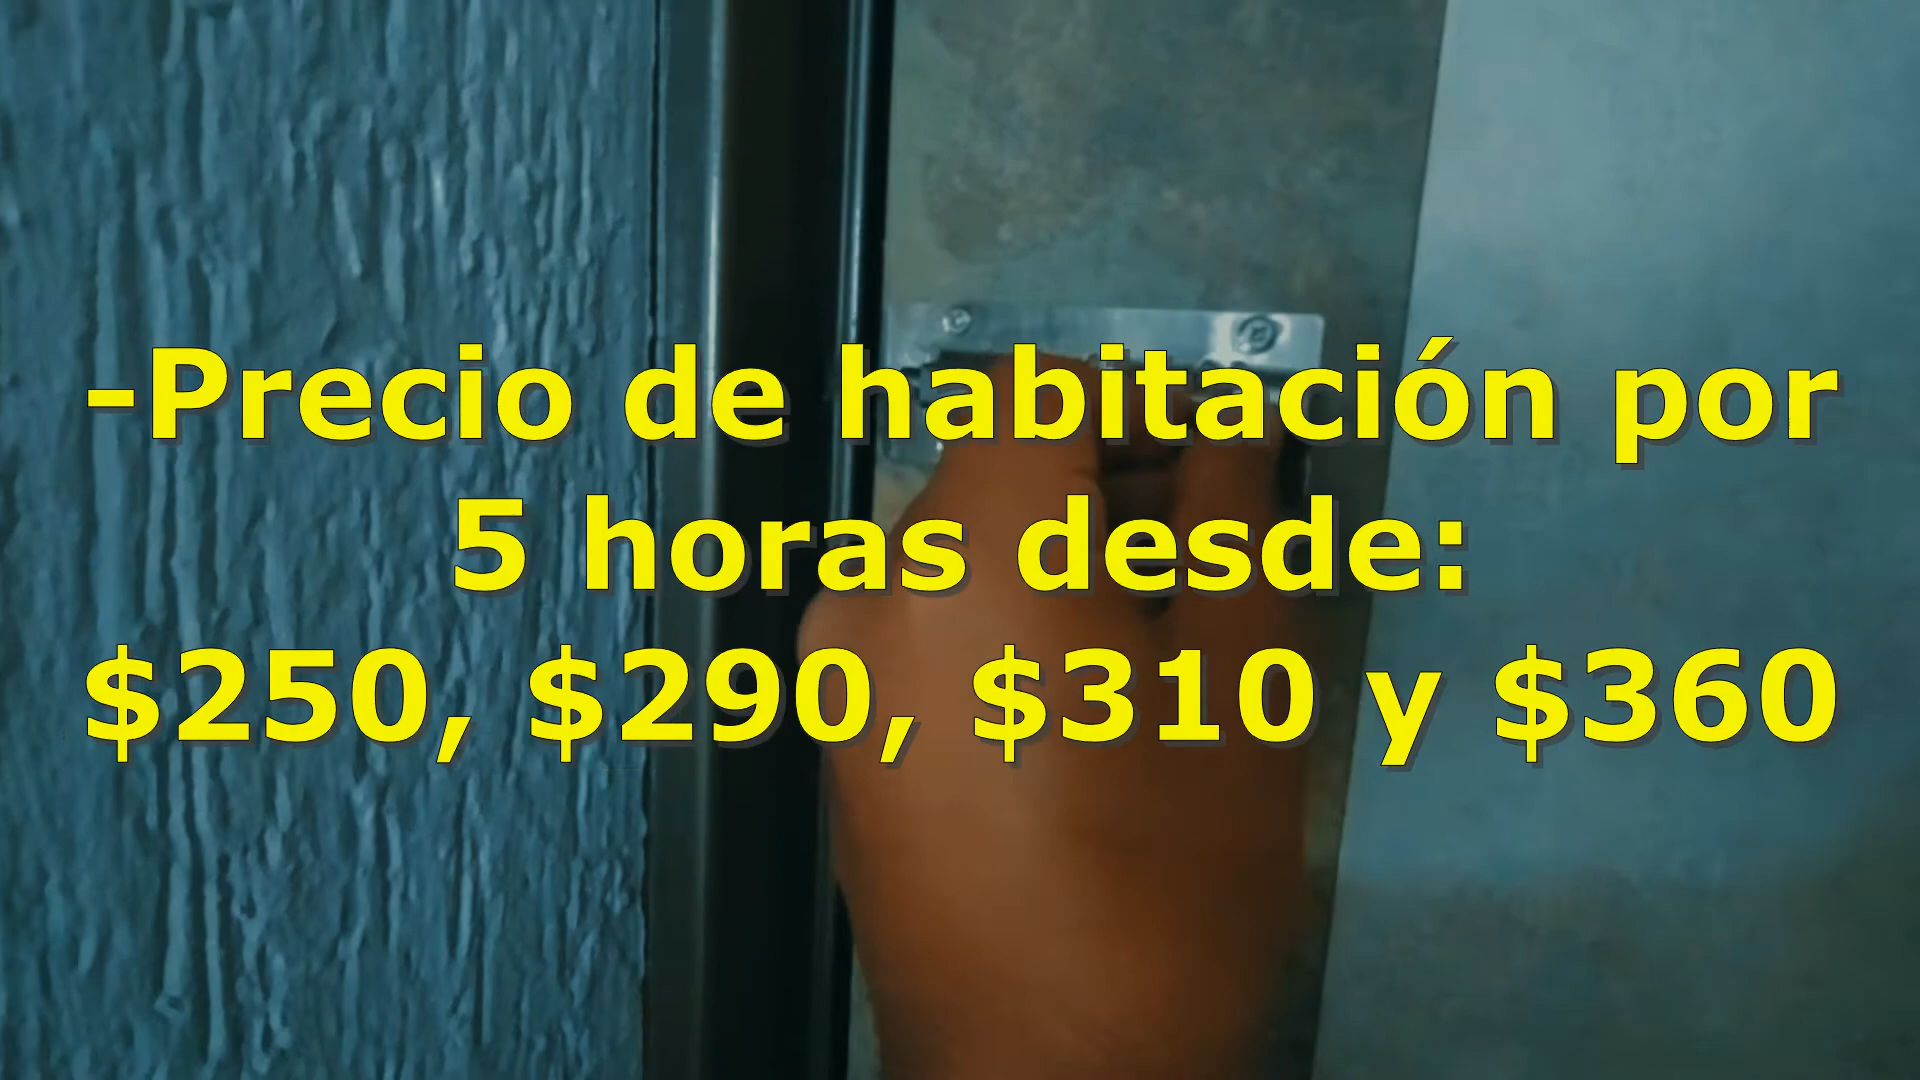 -Precio de habitación por
5 horas desde:
$250, $290, $310 y $360